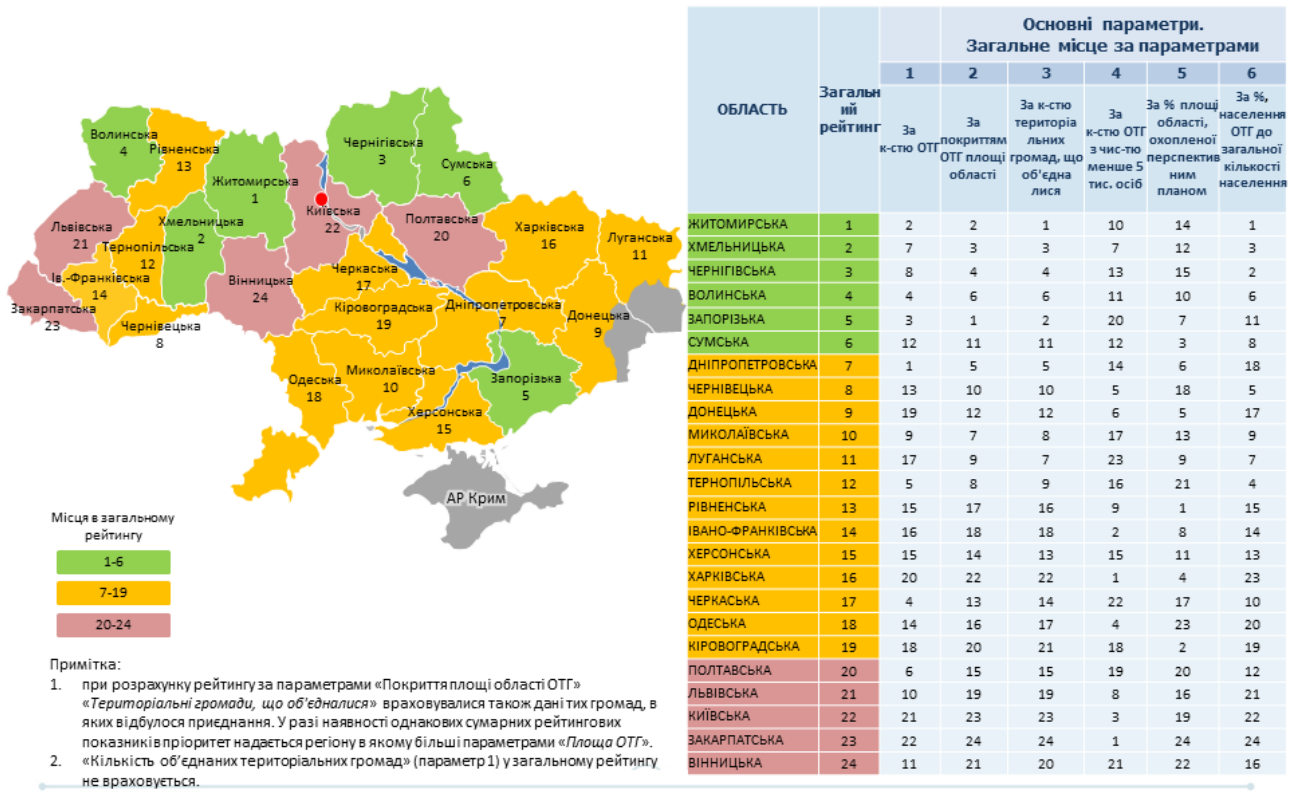 Волинська
4
Рівненська
13
Житомирська
1
Чернігівська
3
Сумська
6
Київська
22
Львівська
21
Тернопільська
12
Хмельницька
2
Ів.-Франківська
14
Закарпатська
23
Чернівецька
8
Вінницька
24
Черкаська
17
Полтавська
20
Харківська
16
Луганська
11
Кіровоградська
19
Дніпропетровська
7
Донецька
9
Одеська
18
Миколаївська
10
Запорізька
5
Херсонська
15
АР Крим
Місця в загальному
рейтингу
1-6
7-19
20-24
Примітка:
1. при розрахунку рейтингу за параметрами «Покриття площі області ОТГ»
«Територіальні громади, що об'єдналися» враховувалися також дані тих громад, в
яких відбулося приєднання. У разі наявності однакових сумарних рейтингових
показників пріоритет надається регіону в якому більші параметрами «Площа ОТГ».
2. «Кількість об’єднаних територіальних громад» (параметр 1) у загальному рейтингу
не враховується.
ОБЛАСТЬ
Загальн
ий
рейтинг
Основні параметри.
Загальне місце за параметрами
1 2 3 4 5 6
За
к-стю ОТГ
За
покриттям
ОТГ площі
області
За к-стю
територіа
льних
громад, що
об'єдна
лися
За
к-стю ОТГ
з чис-тю
менше 5
тис. осіб
За % площі
області,
охопленої
перспектив
ним
планом
За %,
населення
ОТГ до
загальної
кількості
населення
ЖИТОМИРСЬКА 1 2 2 1 10 14 1
ХМЕЛЬНИЦЬКА 2 7 3 3 7 12 3
ЧЕРНІГІВСЬКА 3 8 4 4 13 15 2
ВОЛИНСЬКА 4 4 6 6 11 10 6
ЗАПОРІЗЬКА 5 3 1 2 20 7 11
СУМСЬКА 6 12 11 11 12 3 8
ДНІПРОПЕТРОВСЬКА 7 1 5 5 14 6 18
ЧЕРНІВЕЦЬКА 8 13 10 10 5 18 5
ДОНЕЦЬКА 9 19 12 12 6 5 17
МИКОЛАЇВСЬКА 10 9 7 8 17 13 9
ЛУГАНСЬКА 11 17 9 7 23 9 7
ТЕРНОПІЛЬСЬКА 12 5 8 9 16 21 4
РІВНЕНСЬКА 13 15 17 16 9 1 15
ІВАНО-ФРАНКІВСЬКА 14 16 18 18 2 8 14
ХЕРСОНСЬКА 15 15 14 13 15 11 13
ХАРКІВСЬКА 16 20 22 22 1 4 23
ЧЕРКАСЬКА 17 4 13 14 22 17 10
ОДЕСЬКА 18 14 16 17 4 23 20
КІРОВОГРАДСЬКА 19 18 20 21 18 2 19
ПОЛТАВСЬКА 20 6 15 15 19 20 12
ЛЬВІВСЬКА 21 10 19 19 8 16 21
КИЇВСЬКА 22 21 23 23 3 19 22
ЗАКАРПАТСЬКА 23 22 24 24 1 24 24
ВІННИЦЬКА 24 11 21 20 21 22 16